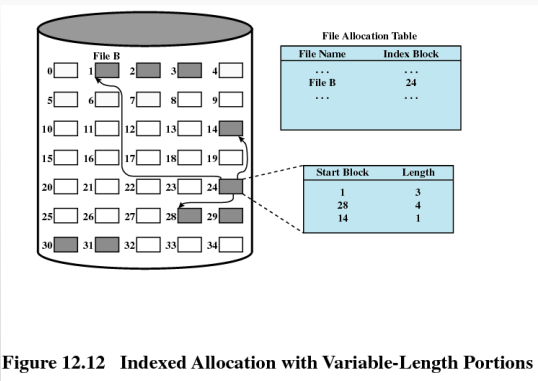 File B
0 1 2 3 4
5 6 7 8 9
10 11 12 13 14
15 16 17 18 19
20 21 22 23 24
25 26 27 28 29
30 31 32 33 34
File Allocation Table
File Name Index Block
. . . . . .
File B 24
. . . . . .
Start Block Length
1 3
28 4
14 1
Figure 12.12 Indexed Allocation with Variable-Length Portions